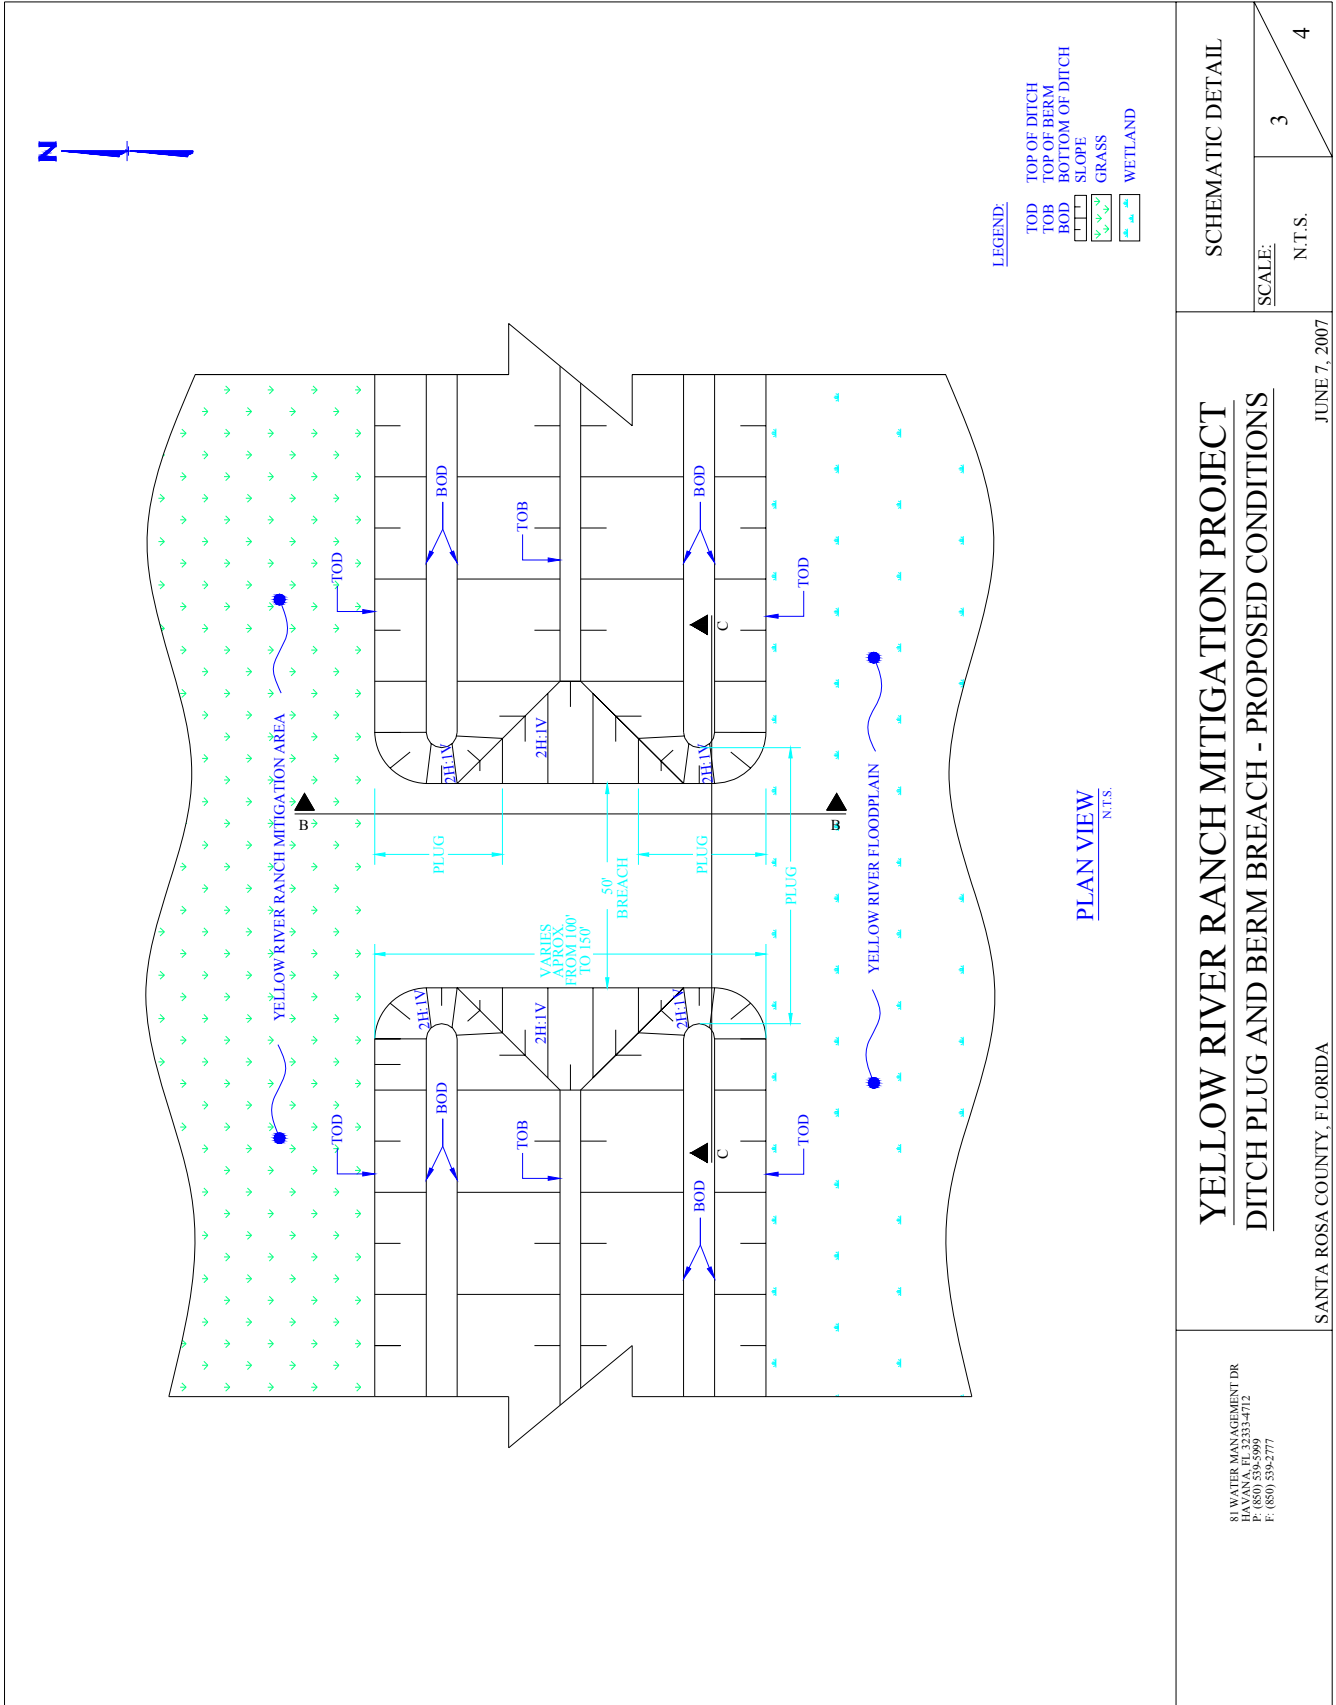 N
LEGEND:
TOD TOP OF DITCH
TOB TOP OF BERM
BOD BOTTOM OF DITCH
SLOPE
GRASS
WETLAND
YELLOW RIVER RANCH MITIGATION AREA
TOD
TOD
BOD
BOD
TOB
TOB
BOD
BOD
TOD
TOD
2H:1V
2H:1V
2H:1V
2H:1V
2H:1V
2H:1V
B
B
C
C
PLUG
PLUG
PLUG
50'
BREACH
VARIES
APROX.
FROM 100'
TO 150'
YELLOW RIVER FLOODPLAIN
PLAN VIEW
N.T.S.
81 WATER MANAGEMENT DR
HAVANA, FL 32333-4712
P: (850) 539-5999
F: (850) 539-2777
YELLOW RIVER RANCH MITIGATION PROJECT
DITCH PLUG AND BERM BREACH - PROPOSED CONDITIONS
SANTA ROSA COUNTY, FLORIDA
JUNE 7, 2007
SCHEMATIC DETAIL
SCALE:
N.T.S.
3
4